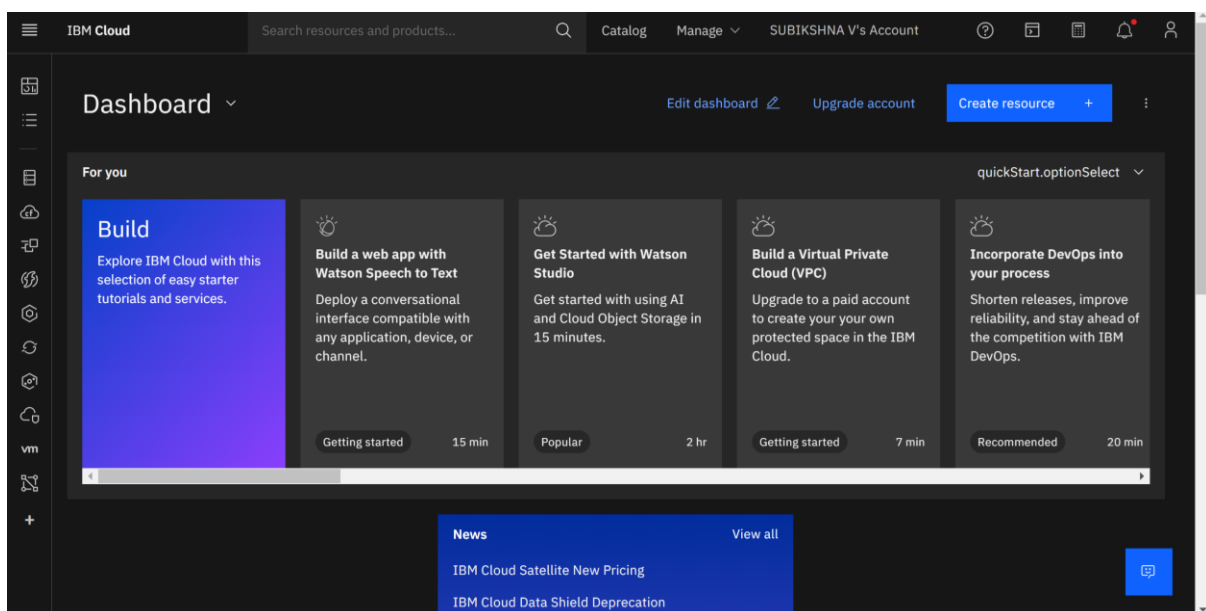 IBM Cloud
Search resources and products...
Catalog
Manage
SUBIKSHNA V's Account
Dashboard
Edit dashboard
Upgrade account
Create resource +
For you
quickStart.optionSelect
Build
Explore IBM Cloud with this
selection of easy starter
tutorials and services.
Build a web app with
Watson Speech to Text
Deploy a conversational
interface compatible with
any application, device, or
channel.
Getting started
15 min
Get Started with Watson
Studio
Get started with using AI
and Cloud Object Storage in
15 minutes.
Popular
2 hr
Build a Virtual Private
Cloud (VPC)
Upgrade to a paid account
to create your your own
protected space in the IBM
Cloud.
Getting started
7 min
Incorporate DevOps into
your process
Shorten releases, improve
reliability, and stay ahead of
the competition with IBM
DevOps.
Recommended
20 min
vm
News
View all
IBM Cloud Satellite New Pricing
IBM Cloud Data Shield Deprecation